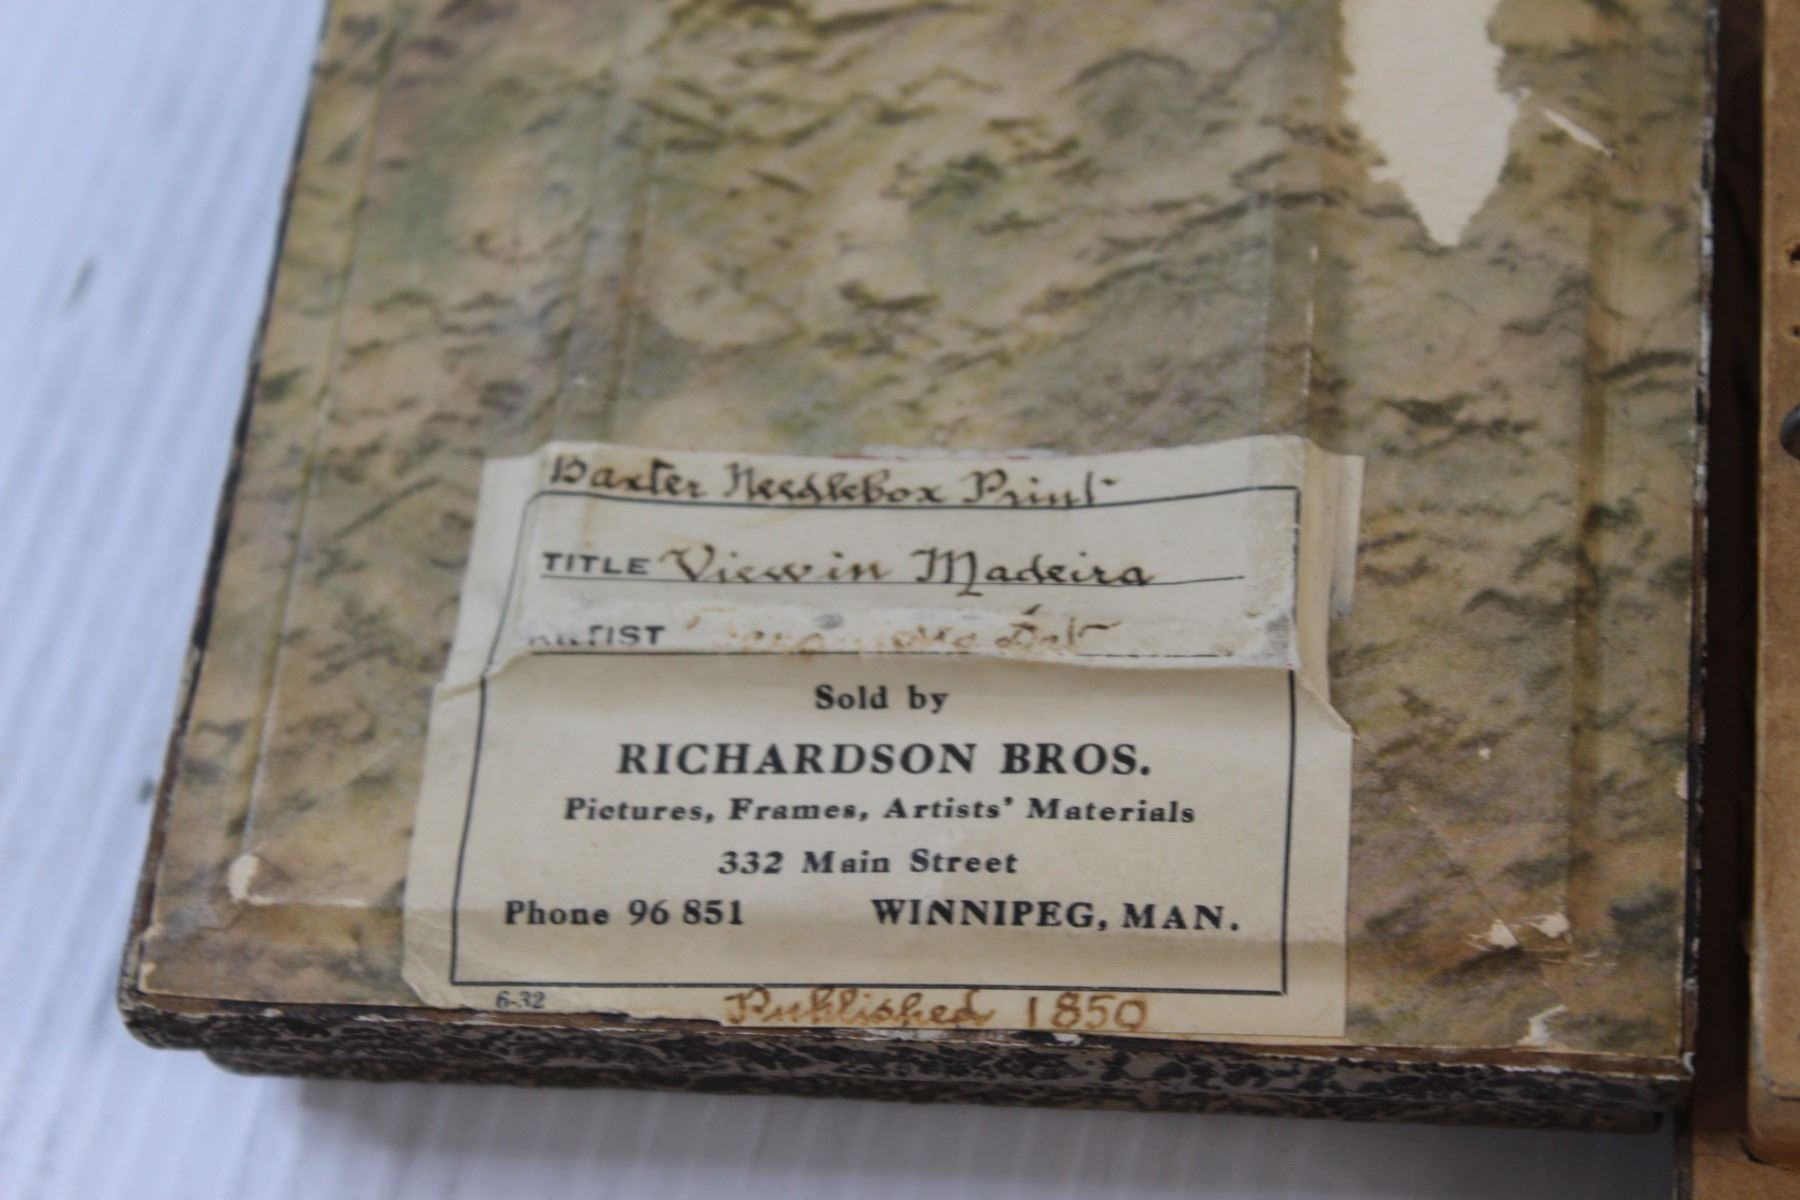 Baxter Needlebox Print
TITLE View in Madeira
ARTIST
Sold by
RICHARDSON BROS.
Pictures, Frames, Artists' Materials
332 Main Street
Phone 96 851 WINNIPEG, MAN.
6-32 Published 1850